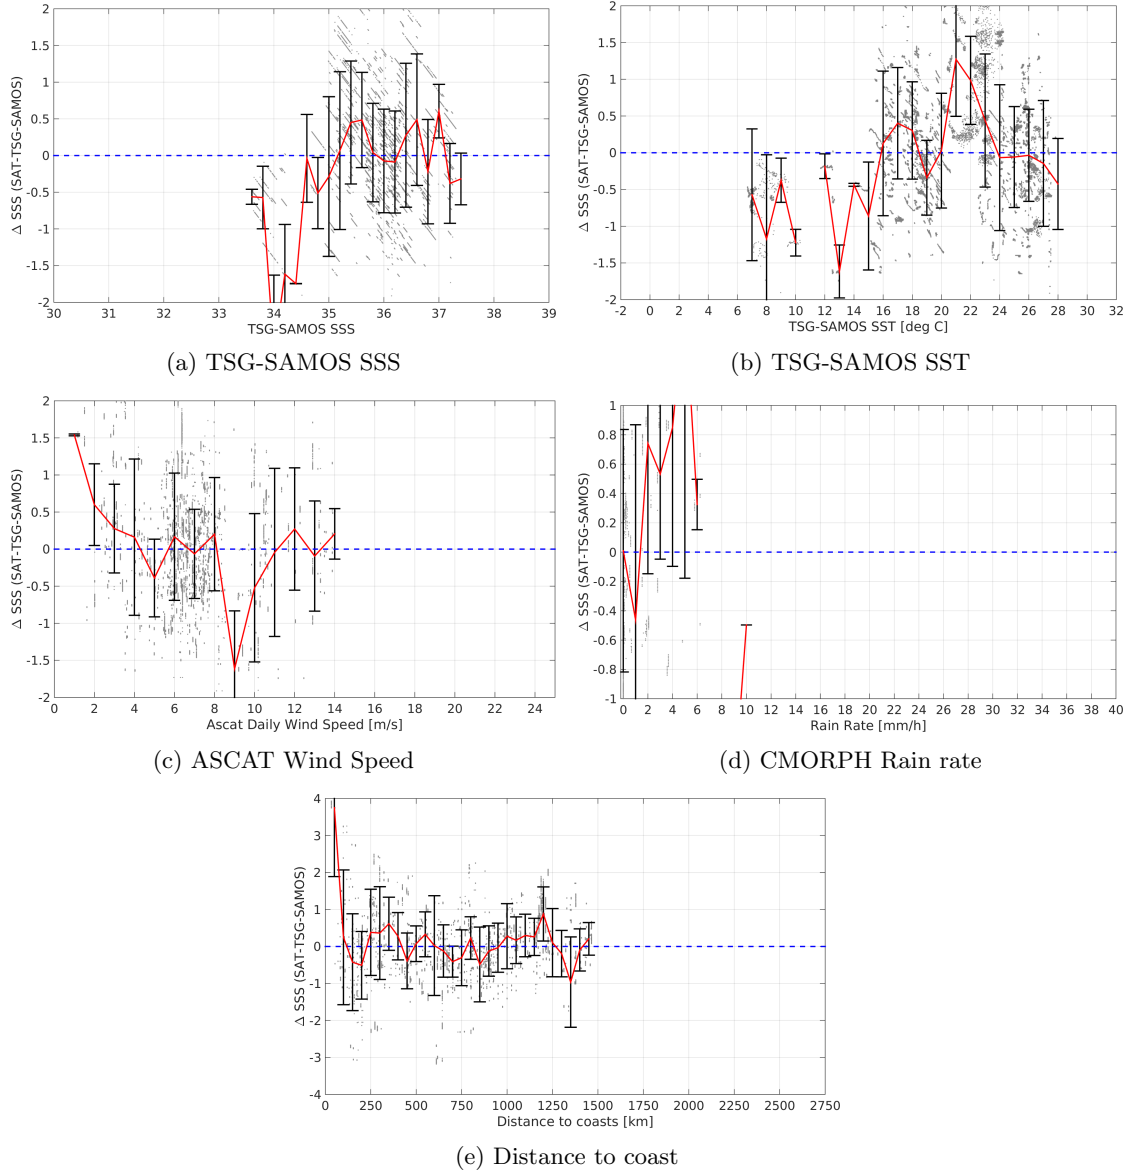 2
1.5
1
0.5
0
-0.5
-1
-1.5
-2
Δ SSS (SAT-TSG-SAMOS)
30 31 32 33 34 35 36 37 38 39
TSG-SAMOS SSS
(a) TSG-SAMOS SSS
2
1.5
1
0.5
0
-0.5
-1
-1.5
-2
Δ SSS (SAT-TSG-SAMOS)
-2 0 2 4 6 8 10 12 14 16 18 20 22 24 26 28 30 32
TSG-SAMOS SST [deg C]
(b) TSG-SAMOS SST
2
1.5
1
0.5
0
-0.5
-1
-1.5
-2
Δ SSS (SAT-TSG-SAMOS)
0 2 4 6 8 10 12 14 16 18 20 22 24
Ascat Daily Wind Speed [m/s]
(c) ASCAT Wind Speed
1
0.8
0.6
0.4
0.2
0
-0.2
-0.4
-0.6
-0.8
-1
Δ SSS (SAT-TSG-SAMOS)
0 2 4 6 8 10 12 14 16 18 20 22 24 26 28 30 32 34 36 38 40
Rain Rate [mm/h]
(d) CMORPH Rain rate
4
3
2
1
0
-1
-2
-3
-4
Δ SSS (SAT-TSG-SAMOS)
0 250 500 750 1000 1250 1500 1750 2000 2250 2500 2750
Distance to coasts [km]
(e) Distance to coast